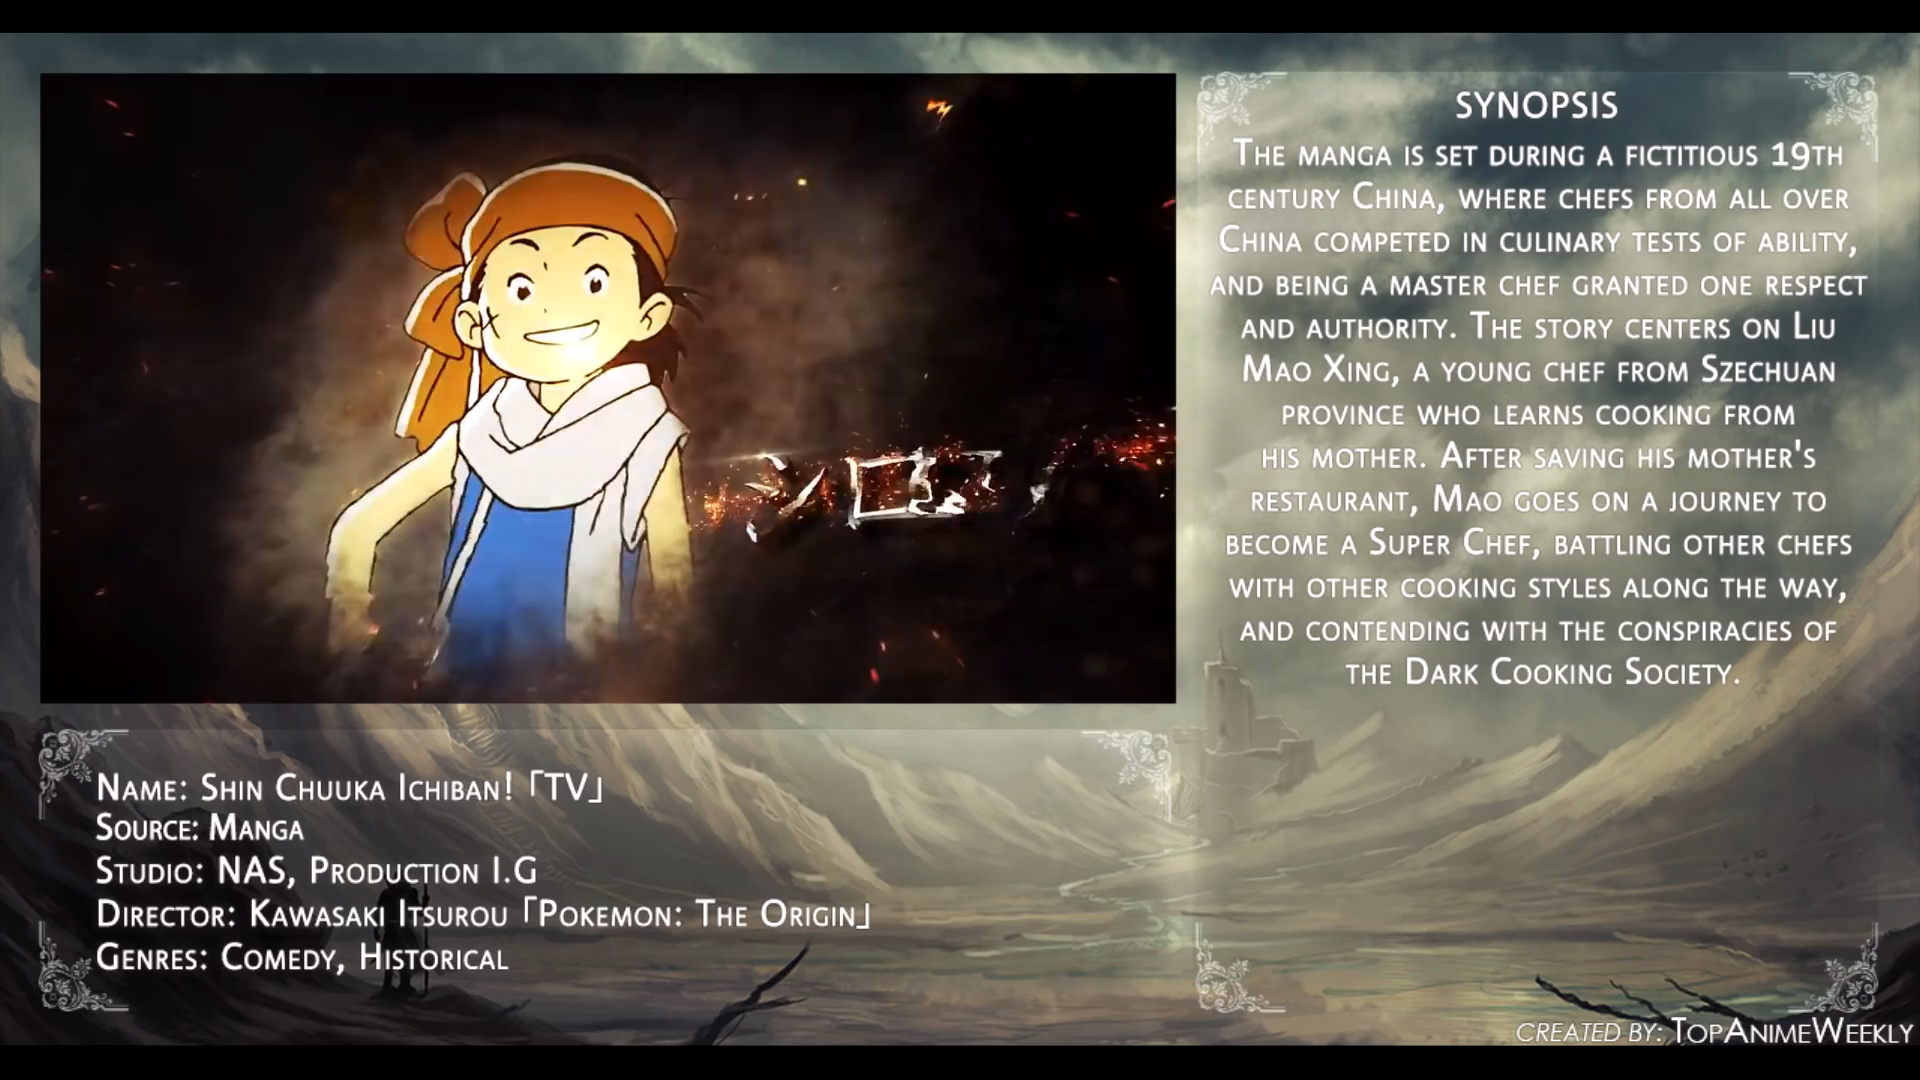 SYNOPSIS
The manga is set during a fictitious 19th
century China, where chefs from all over
China competed in culinary tests of ability,
and being a master chef granted one respect
and authority. The story centers on Liu
Mao Xing, a young chef from Szechuan
province who learns cooking from
his mother. After saving his mother's
restaurant, Mao goes on a journey to
become a Super Chef, battling other chefs
with other cooking styles along the way,
and contending with the conspiracies of
the Dark Cooking Society.
Name: Shin Chuuka Ichiban! 「TV」
Source: Manga
Studio: NAS, Production I.G
Director: Kawasaki Itsurou 「Pokemon: The Origin」
Genres: Comedy, Historical
CREATED BY: TopAnimeWeekly